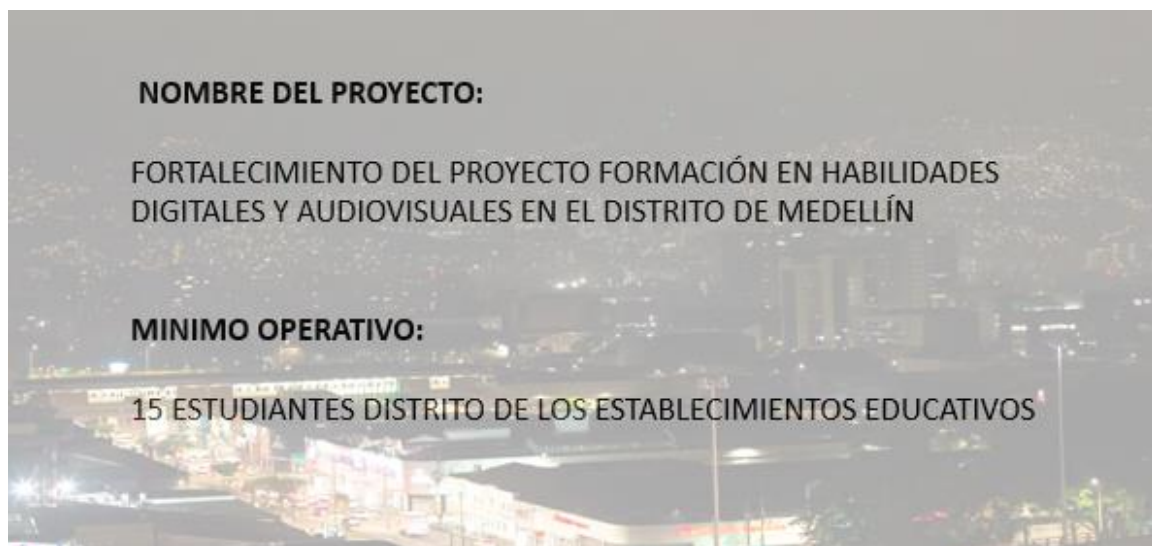 NOMBRE DEL PROYECTO:
FORTALECIMIENTO DEL PROYECTO FORMACIÓN EN HABILIDADES
DIGITALES Y AUDIOVISUALES EN EL DISTRITO DE MEDELLÍN
MINIMO OPERATIVO:
15 ESTUDIANTES DISTRITO DE LOS ESTABLECIMIENTOS EDUCATIVOS